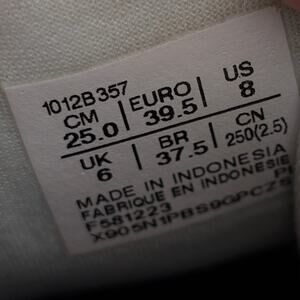 1012B357
CM EURO US
25.0 39.5 8
UK BR CN
6 37.5 250(2.5)
MADE IN INDONESIA
FABRIQUE EN INDONESIE
F581223
X905N1PBS9GPCZS